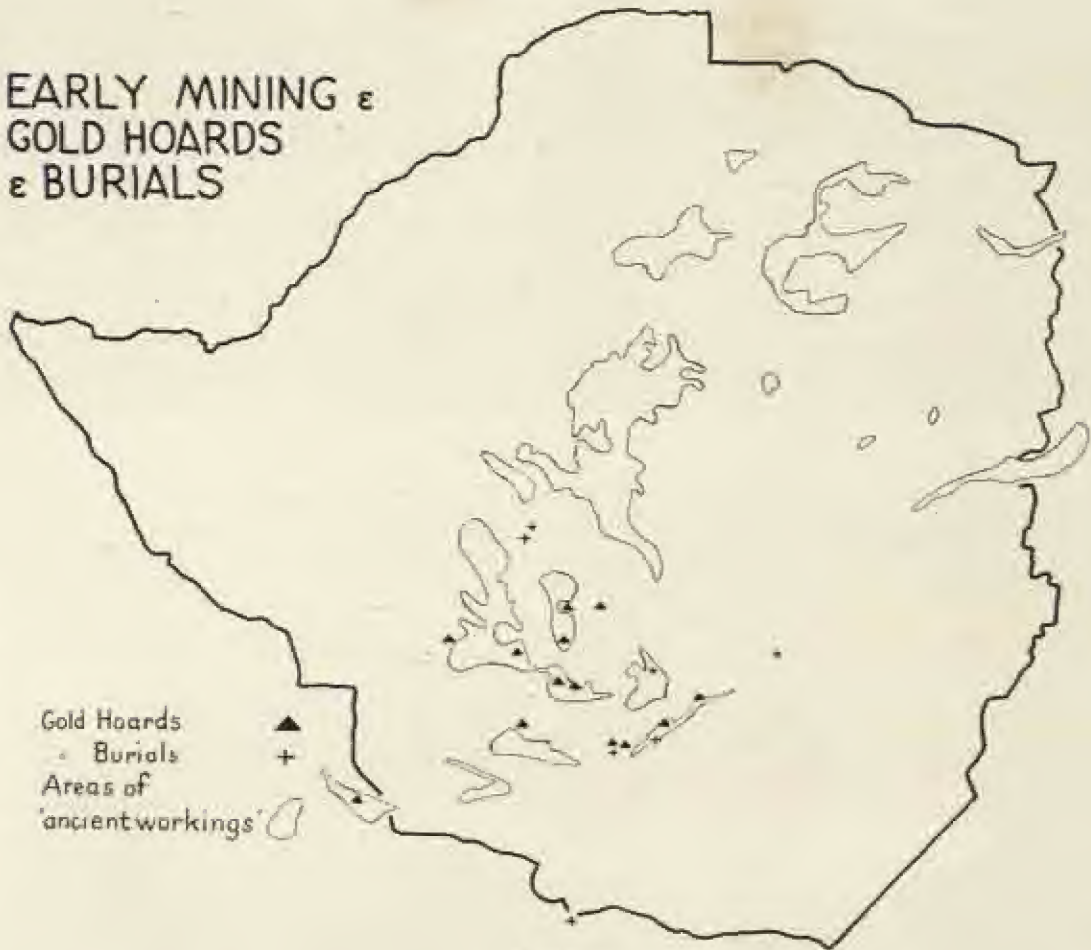 EARLY MINING ε
GOLD HOARDS
ε BURIALS
Gold Hoards
" Burials
Areas of
'ancient workings'